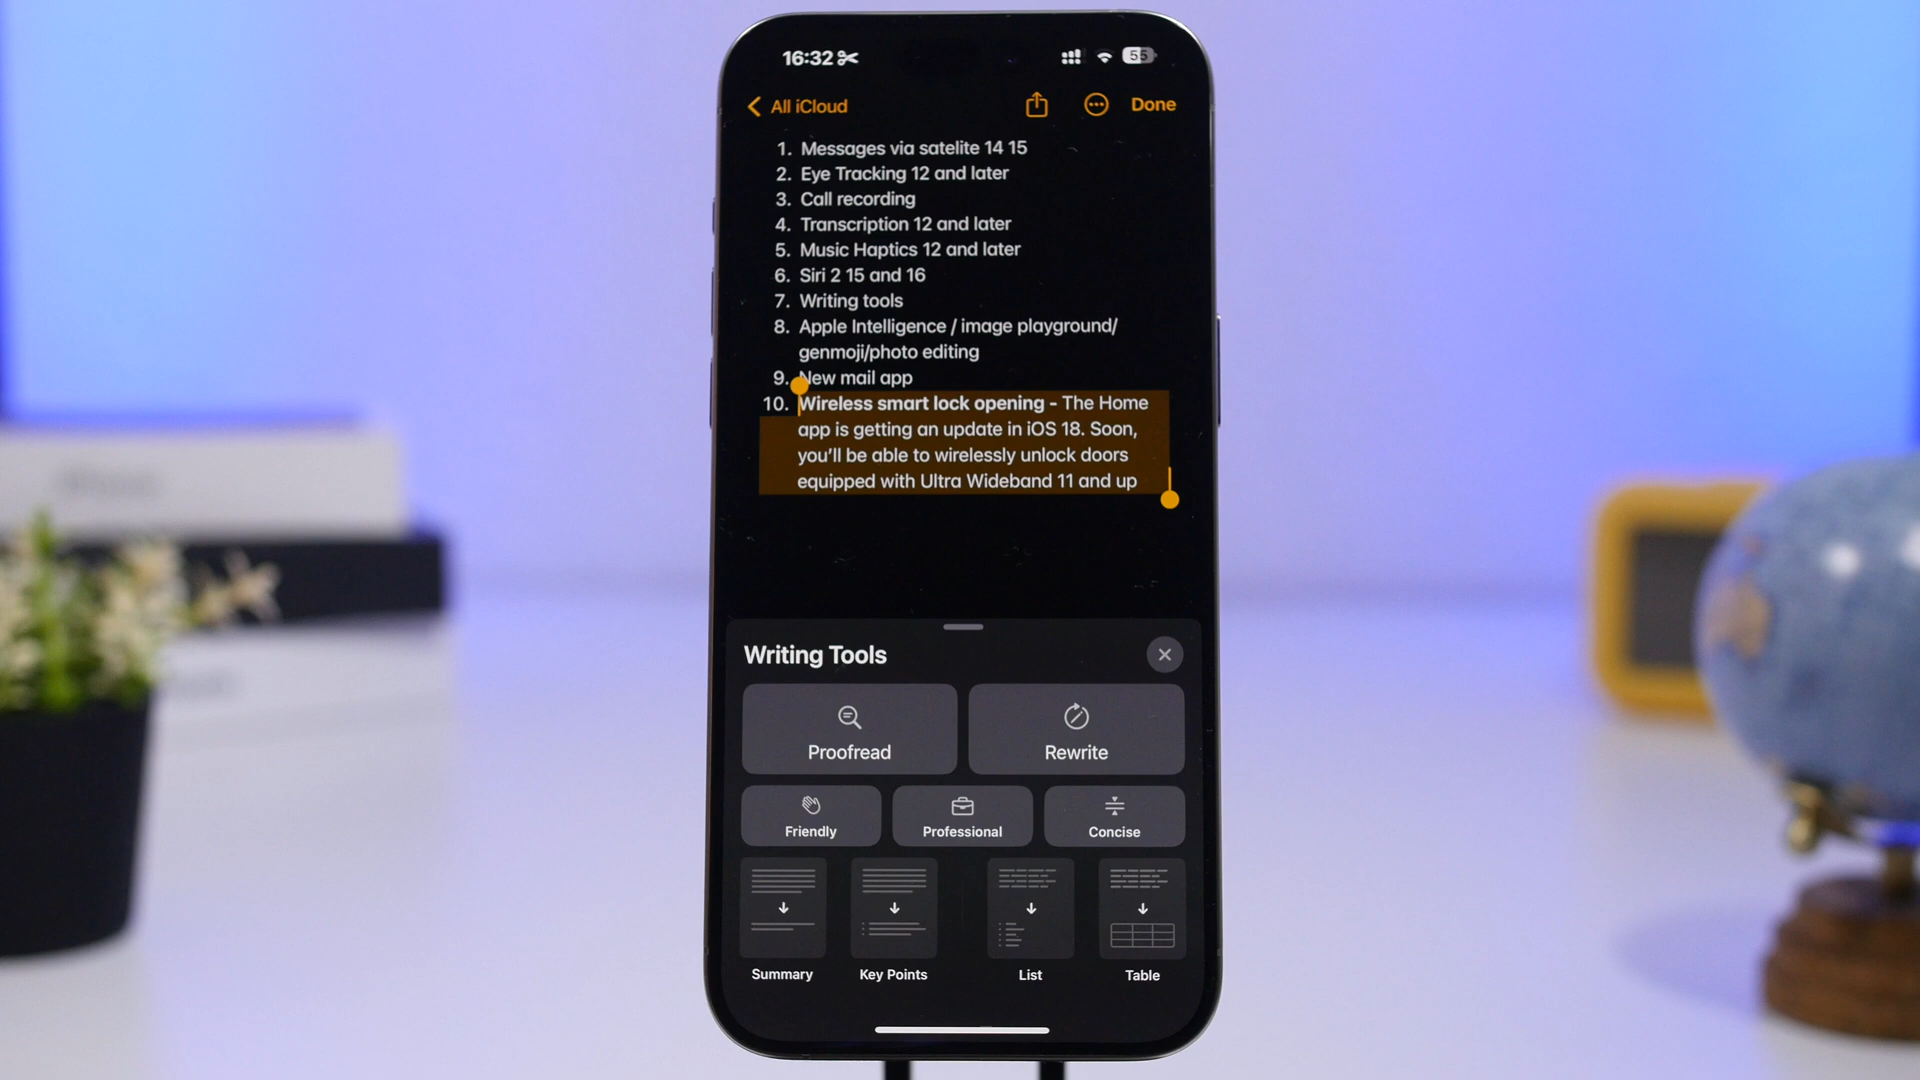 16:32
55
All iCloud
Done
1. Messages via satelite 14 15
2. Eye Tracking 12 and later
3. Call recording
4. Transcription 12 and later
5. Music Haptics 12 and later
6. Siri 2 15 and 16
7. Writing tools
8. Apple Intelligence / image playground/
genmoji/photo editing
9. New mail app
10. Wireless smart lock opening - The Home
app is getting an update in iOS 18. Soon,
you’ll be able to wirelessly unlock doors
equipped with Ultra Wideband 11 and up
Writing Tools
Proofread
Rewrite
Friendly
Professional
Concise
Summary
Key Points
List
Table